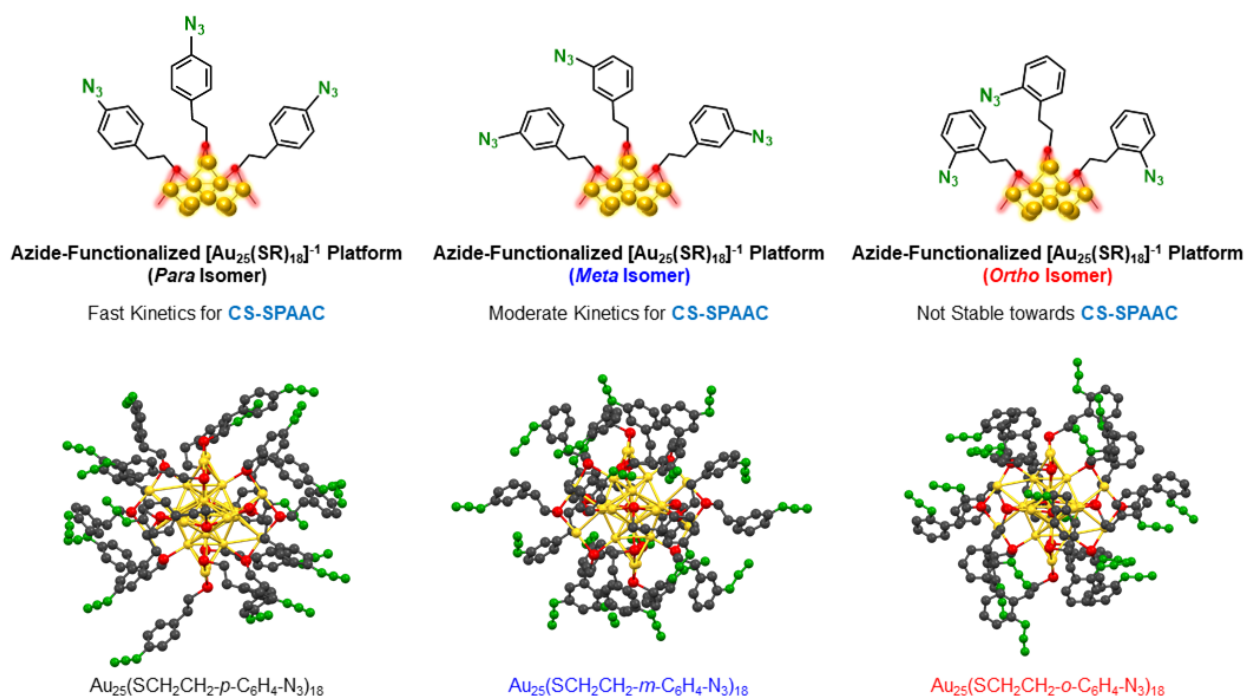 N₃
N₃
N₃
N₃
N₃
N₃
N₃
N₃
N₃
Azide-Functionalized [Au₂₅(SR)₁₈]⁻¹ Platform
(Para Isomer)
Fast Kinetics for CS-SPAAC
Azide-Functionalized [Au₂₅(SR)₁₈]⁻¹ Platform
(Meta Isomer)
Moderate Kinetics for CS-SPAAC
Azide-Functionalized [Au₂₅(SR)₁₈]⁻¹ Platform
(Ortho Isomer)
Not Stable towards CS-SPAAC
Au₂₅(SCH₂CH₂-p-C₆H₄-N₃)₁₈
Au₂₅(SCH₂CH₂-m-C₆H₄-N₃)₁₈
Au₂₅(SCH₂CH₂-o-C₆H₄-N₃)₁₈